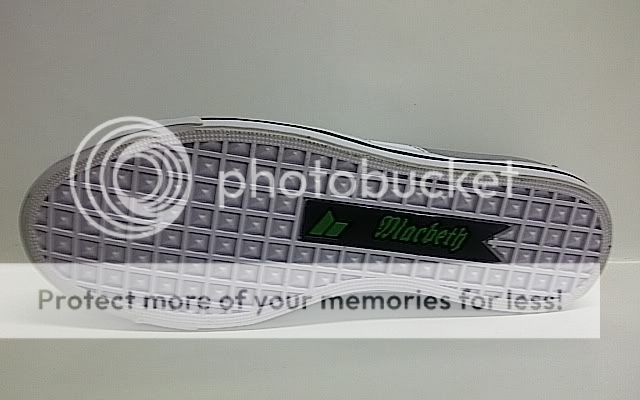 photobucket
Macbeth
Protect more of your memories for less!